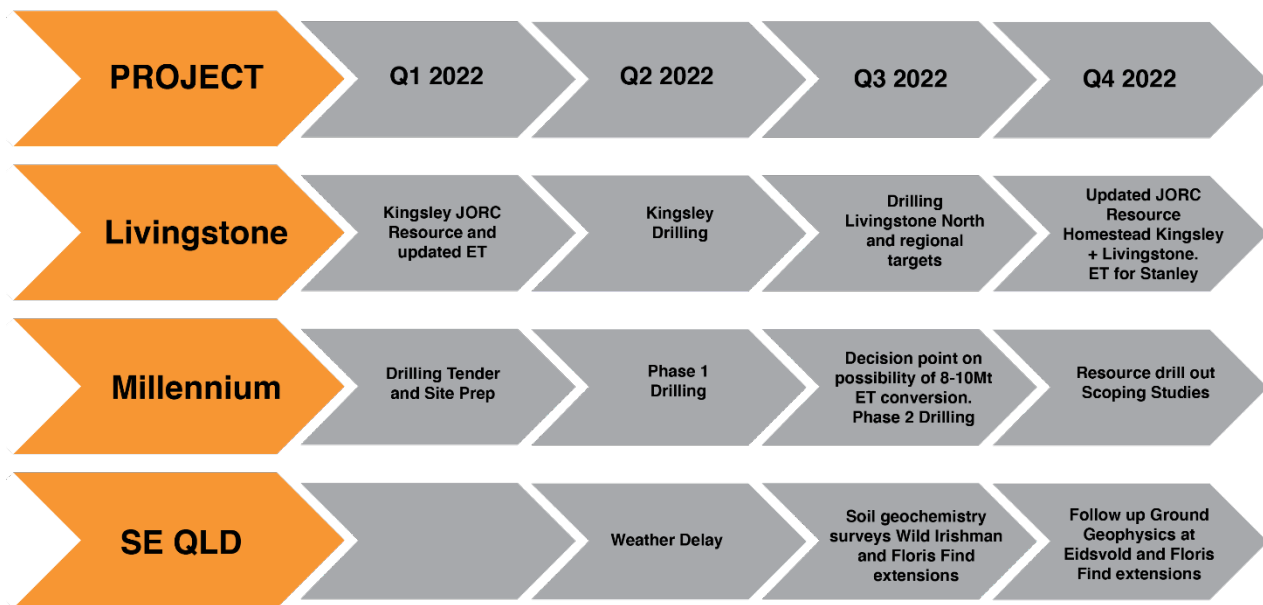 PROJECT
Q1 2022
Q2 2022
Q3 2022
Q4 2022
Livingstone
Kingsley JORC
Resource and
updated ET
Kingsley
Drilling
Drilling
Livingstone North
and regional
targets
Updated JORC
Resource
Homestead Kingsley
+ Livingstone.
ET for Stanley
Millennium
Drilling Tender
and Site Prep
Phase 1
Drilling
Decision point on
possibility of 8-10Mt
ET conversion.
Phase 2 Drilling
Resource drill out
Scoping Studies
SE QLD
Weather Delay
Soil geochemistry
surveys Wild Irishman
and Floris Find
extensions
Follow up Ground
Geophysics at
Eidsvold and Floris
Find extensions